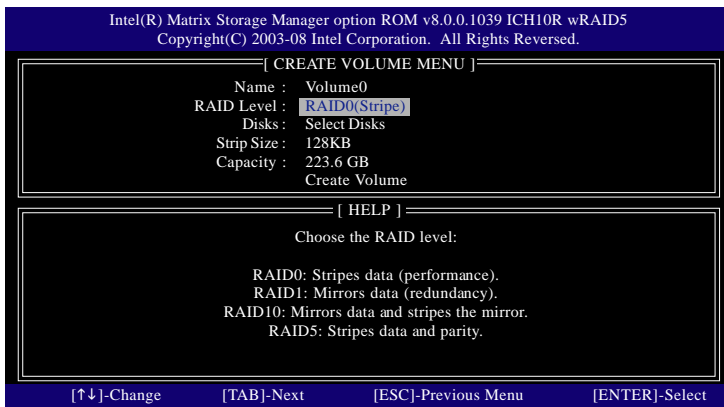 Intel(R) Matrix Storage Manager option ROM v8.0.0.1039 ICH10R wRAID5
Copyright(C) 2003-08 Intel Corporation. All Rights Reversed.
[ CREATE VOLUME MENU ]
Name : Volume0
RAID Level : RAID0(Stripe)
Disks : Select Disks
Strip Size : 128KB
Capacity : 223.6 GB
Create Volume
[ HELP ]
Choose the RAID level:
RAID0: Stripes data (performance).
RAID1: Mirrors data (redundancy).
RAID10: Mirrors data and stripes the mirror.
RAID5: Stripes data and parity.
[↑↓]-Change [TAB]-Next [ESC]-Previous Menu [ENTER]-Select